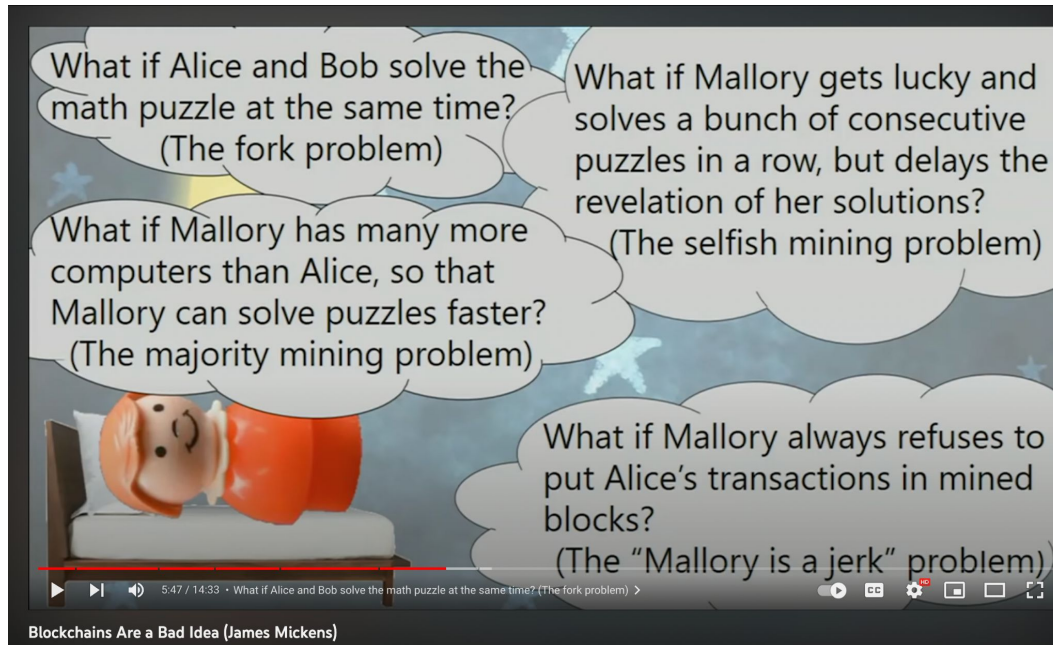 What if Alice and Bob solve the
math puzzle at the same time?
(The fork problem)
What if Mallory gets lucky and
solves a bunch of consecutive
puzzles in a row, but delays the
revelation of her solutions?
(The selfish mining problem)
What if Mallory has many more
computers than Alice, so that
Mallory can solve puzzles faster?
(The majority mining problem)
What if Mallory always refuses to
put Alice's transactions in mined
blocks?
(The “Mallory is a jerk” problem)
5:47 / 14:33 • What if Alice and Bob solve the math puzzle at the same time? (The fork problem) >
CC
HD
Blockchains Are a Bad Idea (James Mickens)